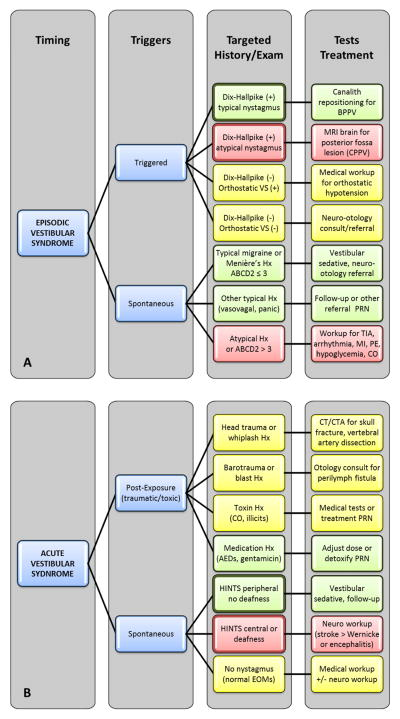 Timing
Triggers
Targeted
History/Exam
Tests
Treatment
EPISODIC
VESTIBULAR
SYNDROME
Triggered
Spontaneous
Dix-Hallpike (+)
typical nystagmus
Canalith
repositioning for
BPPV
Dix-Hallpike (+)
atypical nystagmus
MRI brain for
posterior fossa
lesion (CPPV)
Dix-Hallpike (-)
Orthostatic VS (+)
Medical workup
for orthostatic
hypotension
Dix-Hallpike (-)
Orthostatic VS (-)
Neuro-otology
consult/referral
Typical migraine or
Menière's Hx
ABCD2 ≤ 3
Vestibular
sedative, neuro-
otology referral
Other typical Hx
(vasovagal, panic)
Follow-up or other
referral PRN
Atypical Hx
or ABCD2 > 3
Workup for TIA,
arrhythmia, MI, PE,
hypoglycemia, CO
A
ACUTE
VESTIBULAR
SYDNROME
Post-Exposure
(traumatic/toxic)
Spontaneous
Head trauma or
whiplash Hx
CT/CTA for skull
fracture, vertebral
artery dissection
Barotrauma or
blast Hx
Otology consult for
perilymph fistula
Toxin Hx
(CO, illicits)
Medical tests or
treatment PRN
Medication Hx
(AEDs, gentamicin)
Adjust dose or
detoxify PRN
HINTS peripheral
no deafness
Vestibular
sedative, follow-up
HINTS central or
deafness
Neuro workup
(stroke > Wernicke
or encephalitis)
No nystagmus
(normal EOMs)
Medical workup
+/- neuro workup
B